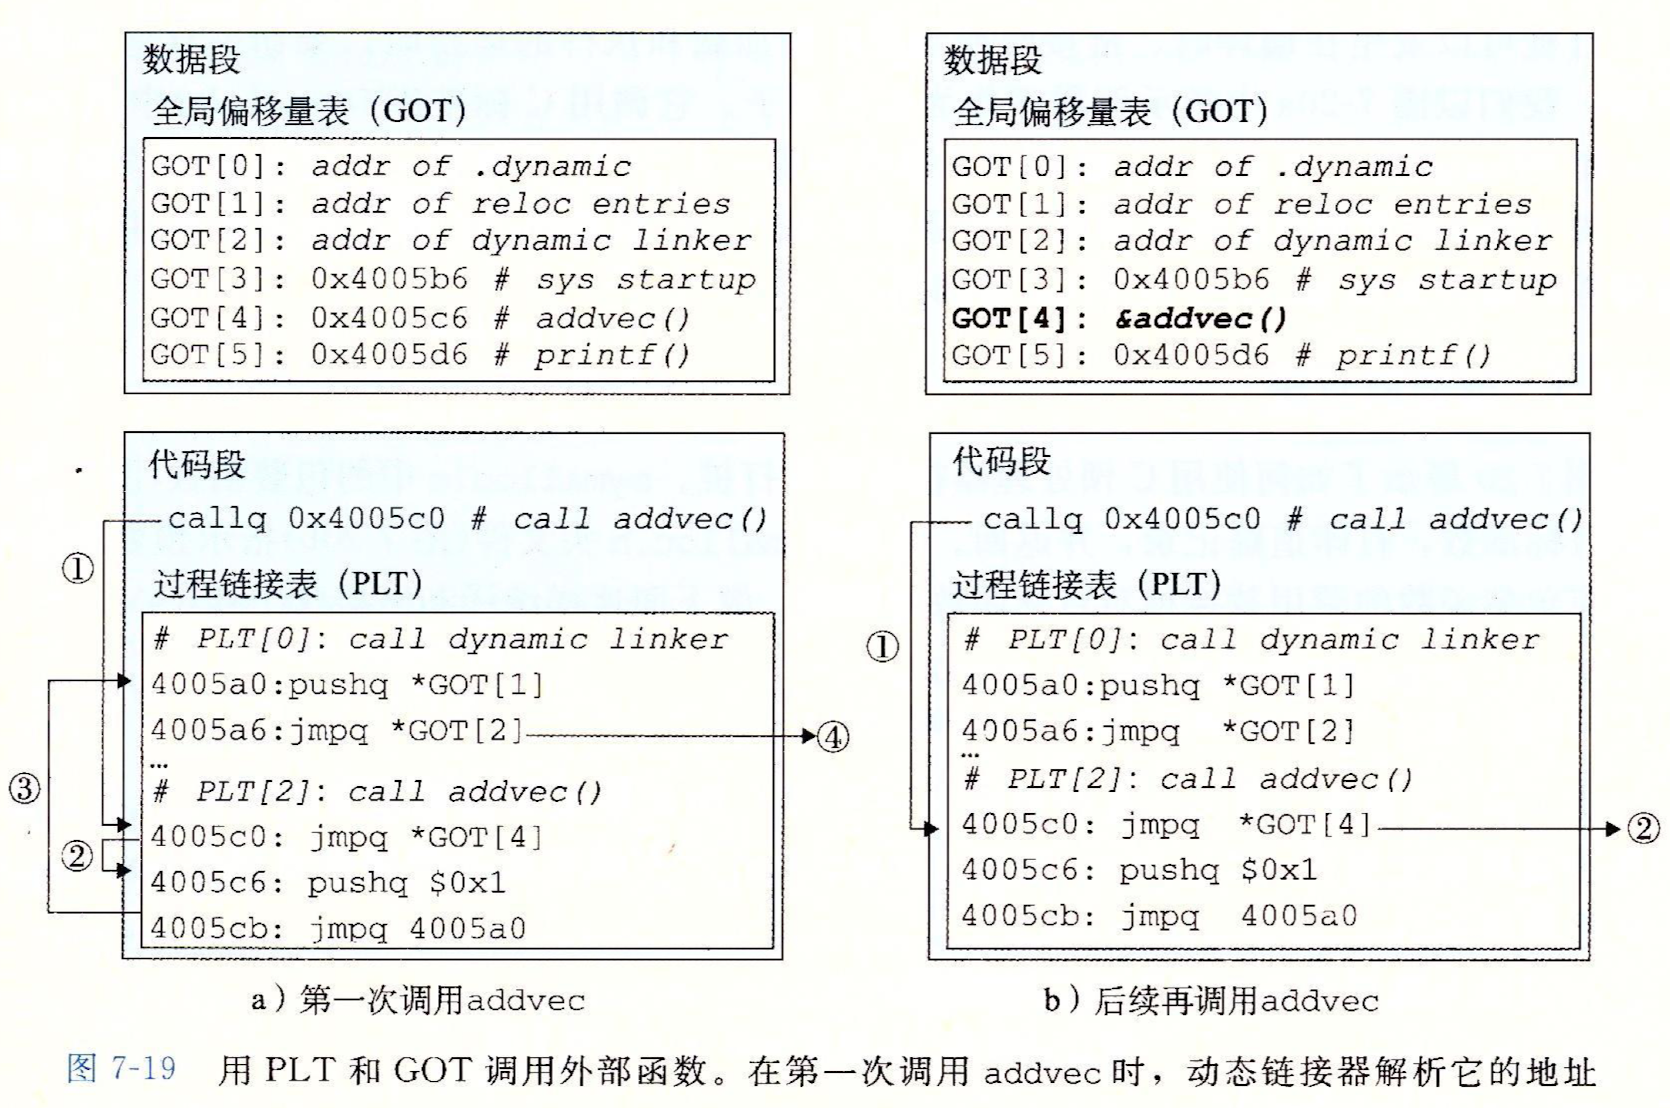 数据段
全局偏移量表（GOT）
GOT[0]: addr of .dynamic
GOT[1]: addr of reloc entries
GOT[2]: addr of dynamic linker
GOT[3]: 0x4005b6 # sys startup
GOT[4]: 0x4005c6 # addvec()
GOT[5]: 0x4005d6 # printf()
代码段
callq 0x4005c0 # call addvec()
①
过程链接表（PLT）
# PLT[0]: call dynamic linker
4005a0:pushq *GOT[1]
4005a6:jmpq *GOT[2]
④
…
③
# PLT[2]: call addvec()
4005c0: jmpq *GOT[4]
②
4005c6: pushq $0x1
4005cb: jmpq 4005a0
a）第一次调用addvec
数据段
全局偏移量表（GOT）
GOT[0]: addr of .dynamic
GOT[1]: addr of reloc entries
GOT[2]: addr of dynamic linker
GOT[3]: 0x4005b6 # sys startup
GOT[4]: &addvec()
GOT[5]: 0x4005d6 # printf()
代码段
callq 0x4005c0 # call addvec()
过程链接表（PLT）
①
# PLT[0]: call dynamic linker
4005a0:pushq *GOT[1]
4005a6:jmpq *GOT[2]
…
# PLT[2]: call addvec()
4005c0: jmpq *GOT[4]
②
4005c6: pushq $0x1
4005cb: jmpq 4005a0
b）后续再调用addvec
图 7-19 用 PLT 和 GOT 调用外部函数。在第一次调用 addvec 时，动态链接器解析它的地址